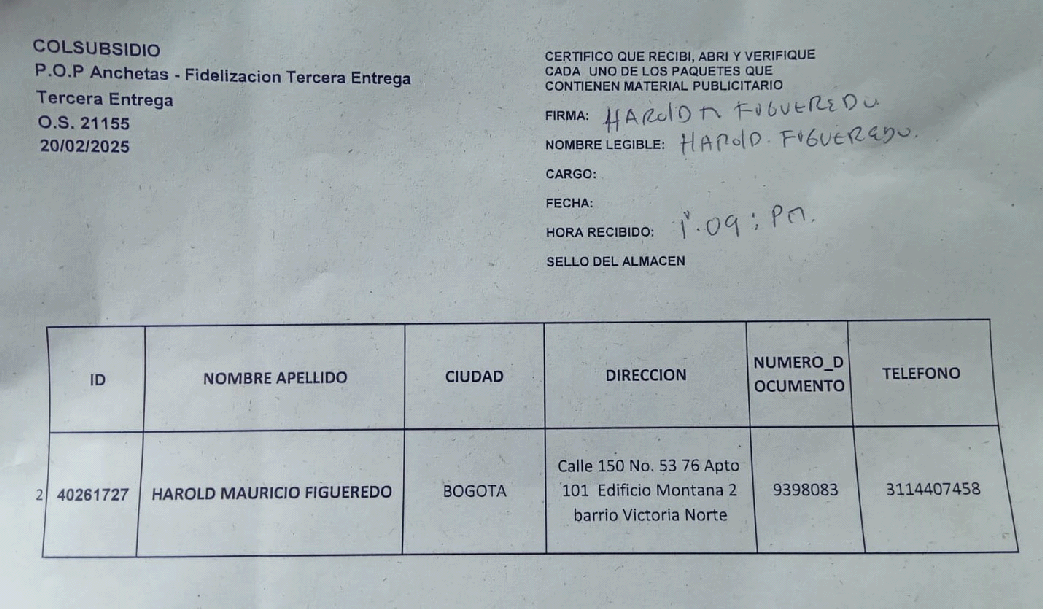 COLSUBSIDIO
P.O.P Anchetas - Fidelizacion Tercera Entrega
Tercera Entrega
O.S. 21155
20/02/2025
CERTIFICO QUE RECIBI, ABRI Y VERIFIQUE
CADA UNO DE LOS PAQUETES QUE
CONTIENEN MATERIAL PUBLICITARIO
FIRMA: HAROLD M FIGUEREDO
NOMBRE LEGIBLE: HAROLD. FIGUEREDO.
CARGO:
FECHA:
HORA RECIBIDO: 1:09: PM.
SELLO DEL ALMACEN
ID NOMBRE APELLIDO CIUDAD DIRECCION NUMERO_D
OCUMENTO TELEFONO
2 40261727 HAROLD MAURICIO FIGUEREDO BOGOTA Calle 150 No. 53 76 Apto
101 Edificio Montana 2
barrio Victoria Norte 9398083 3114407458